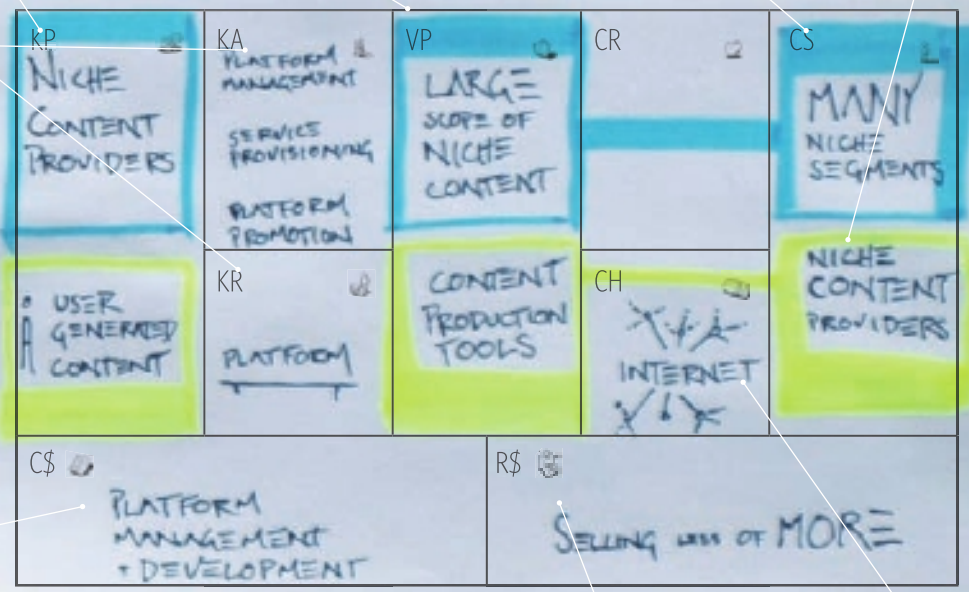 KP
NICHE
CONTENT
PROVIDERS
USER
GENERATED
CONTENT
KA
PLATFORM
MANAGEMENT
SERVICE
PROVISIONING
PLATFORM
PROMOTION
KR
PLATFORM
VP
LARGE
SCOPE OF
NICHE
CONTENT
CONTENT
PRODUCTION
TOOLS
CR
CH
INTERNET
CS
MANY
NICHE
SEGMENTS
NICHE
CONTENT
PROVIDERS
C$
PLATFORM
MANAGEMENT
+ DEVELOPMENT
R$
SELLING LESS OF MORE